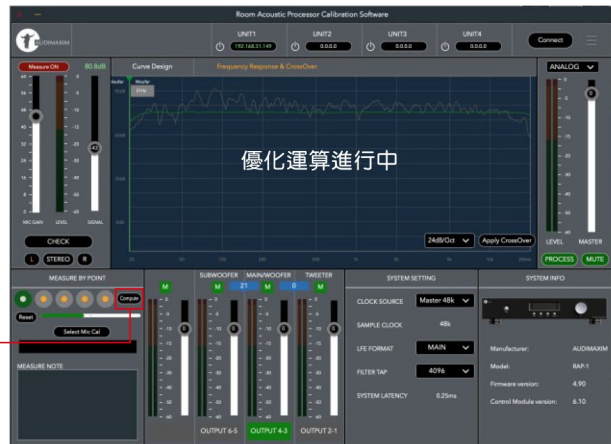 Room Acoustic Processor Calibration Software
AUDIMAXIM
UNIT1
192.168.21.149
UNIT2
0.0.0.0
UNIT3
0.0.0.0
UNIT4
0.0.0.0
Connect
Measure ON
80.8dB
Curve Design
Frequency Response & CrossOver
ANALOG
Woofer
31Hz
優化運算進行中
24dB/Oct
Apply CrossOver
MIC GAIN
LEVEL
SIGNAL
CHECK
L
STEREO
R
LEVEL
MASTER
PROCESS
MUTE
MEASURE BY POINT
Compute
Reset
Select Mic Cal
MEASURE NOTE
SUBWOOFER
MAIN/WOOFER
TWEETER
M
M
21
M
0
M
OUTPUT 6-5
OUTPUT 4-3
OUTPUT 2-1
SYSTEM SETTING
CLOCK SOURCE
Master 48k
SAMPLE CLOCK
48k
LFE FORMAT
MAIN
FILTER TAP
4096
SYSTEM LATENCY
0.25ms
SYSTEM INFO
Manufacturer:
AUDIMAXIM
Model:
RAP-1
Firmware version:
4.90
Control Module version:
6.10